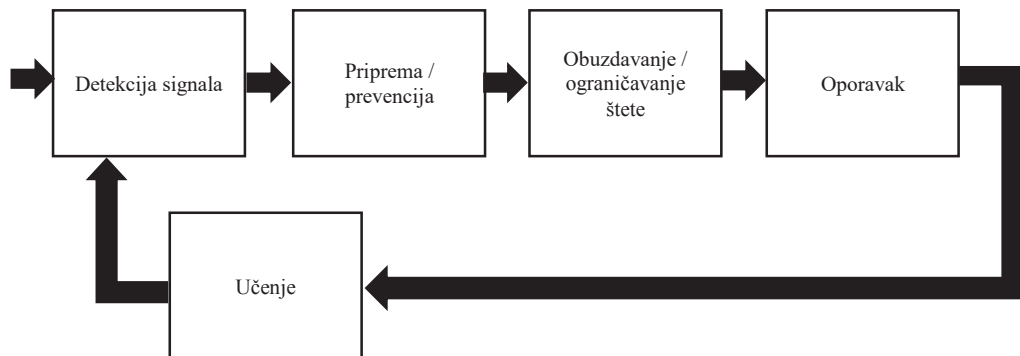 Detekcija signala
Priprema /
prevencija
Obuzdavanje /
ograničavanje
štete
Oporavak
Učenje